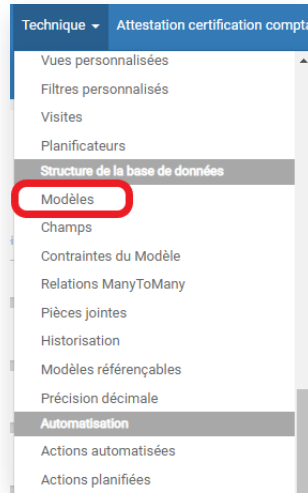 Technique Attestation certification compta
Vues personnalisées
Filtres personnalisés
Visites
Planificateurs
Structure de la base de données
Modèles
Champs
Contraintes du Modèle
Relations ManyToMany
Pièces jointes
Historisation
Modèles référençables
Précision décimale
Automatisation
Actions automatisées
Actions planifiées